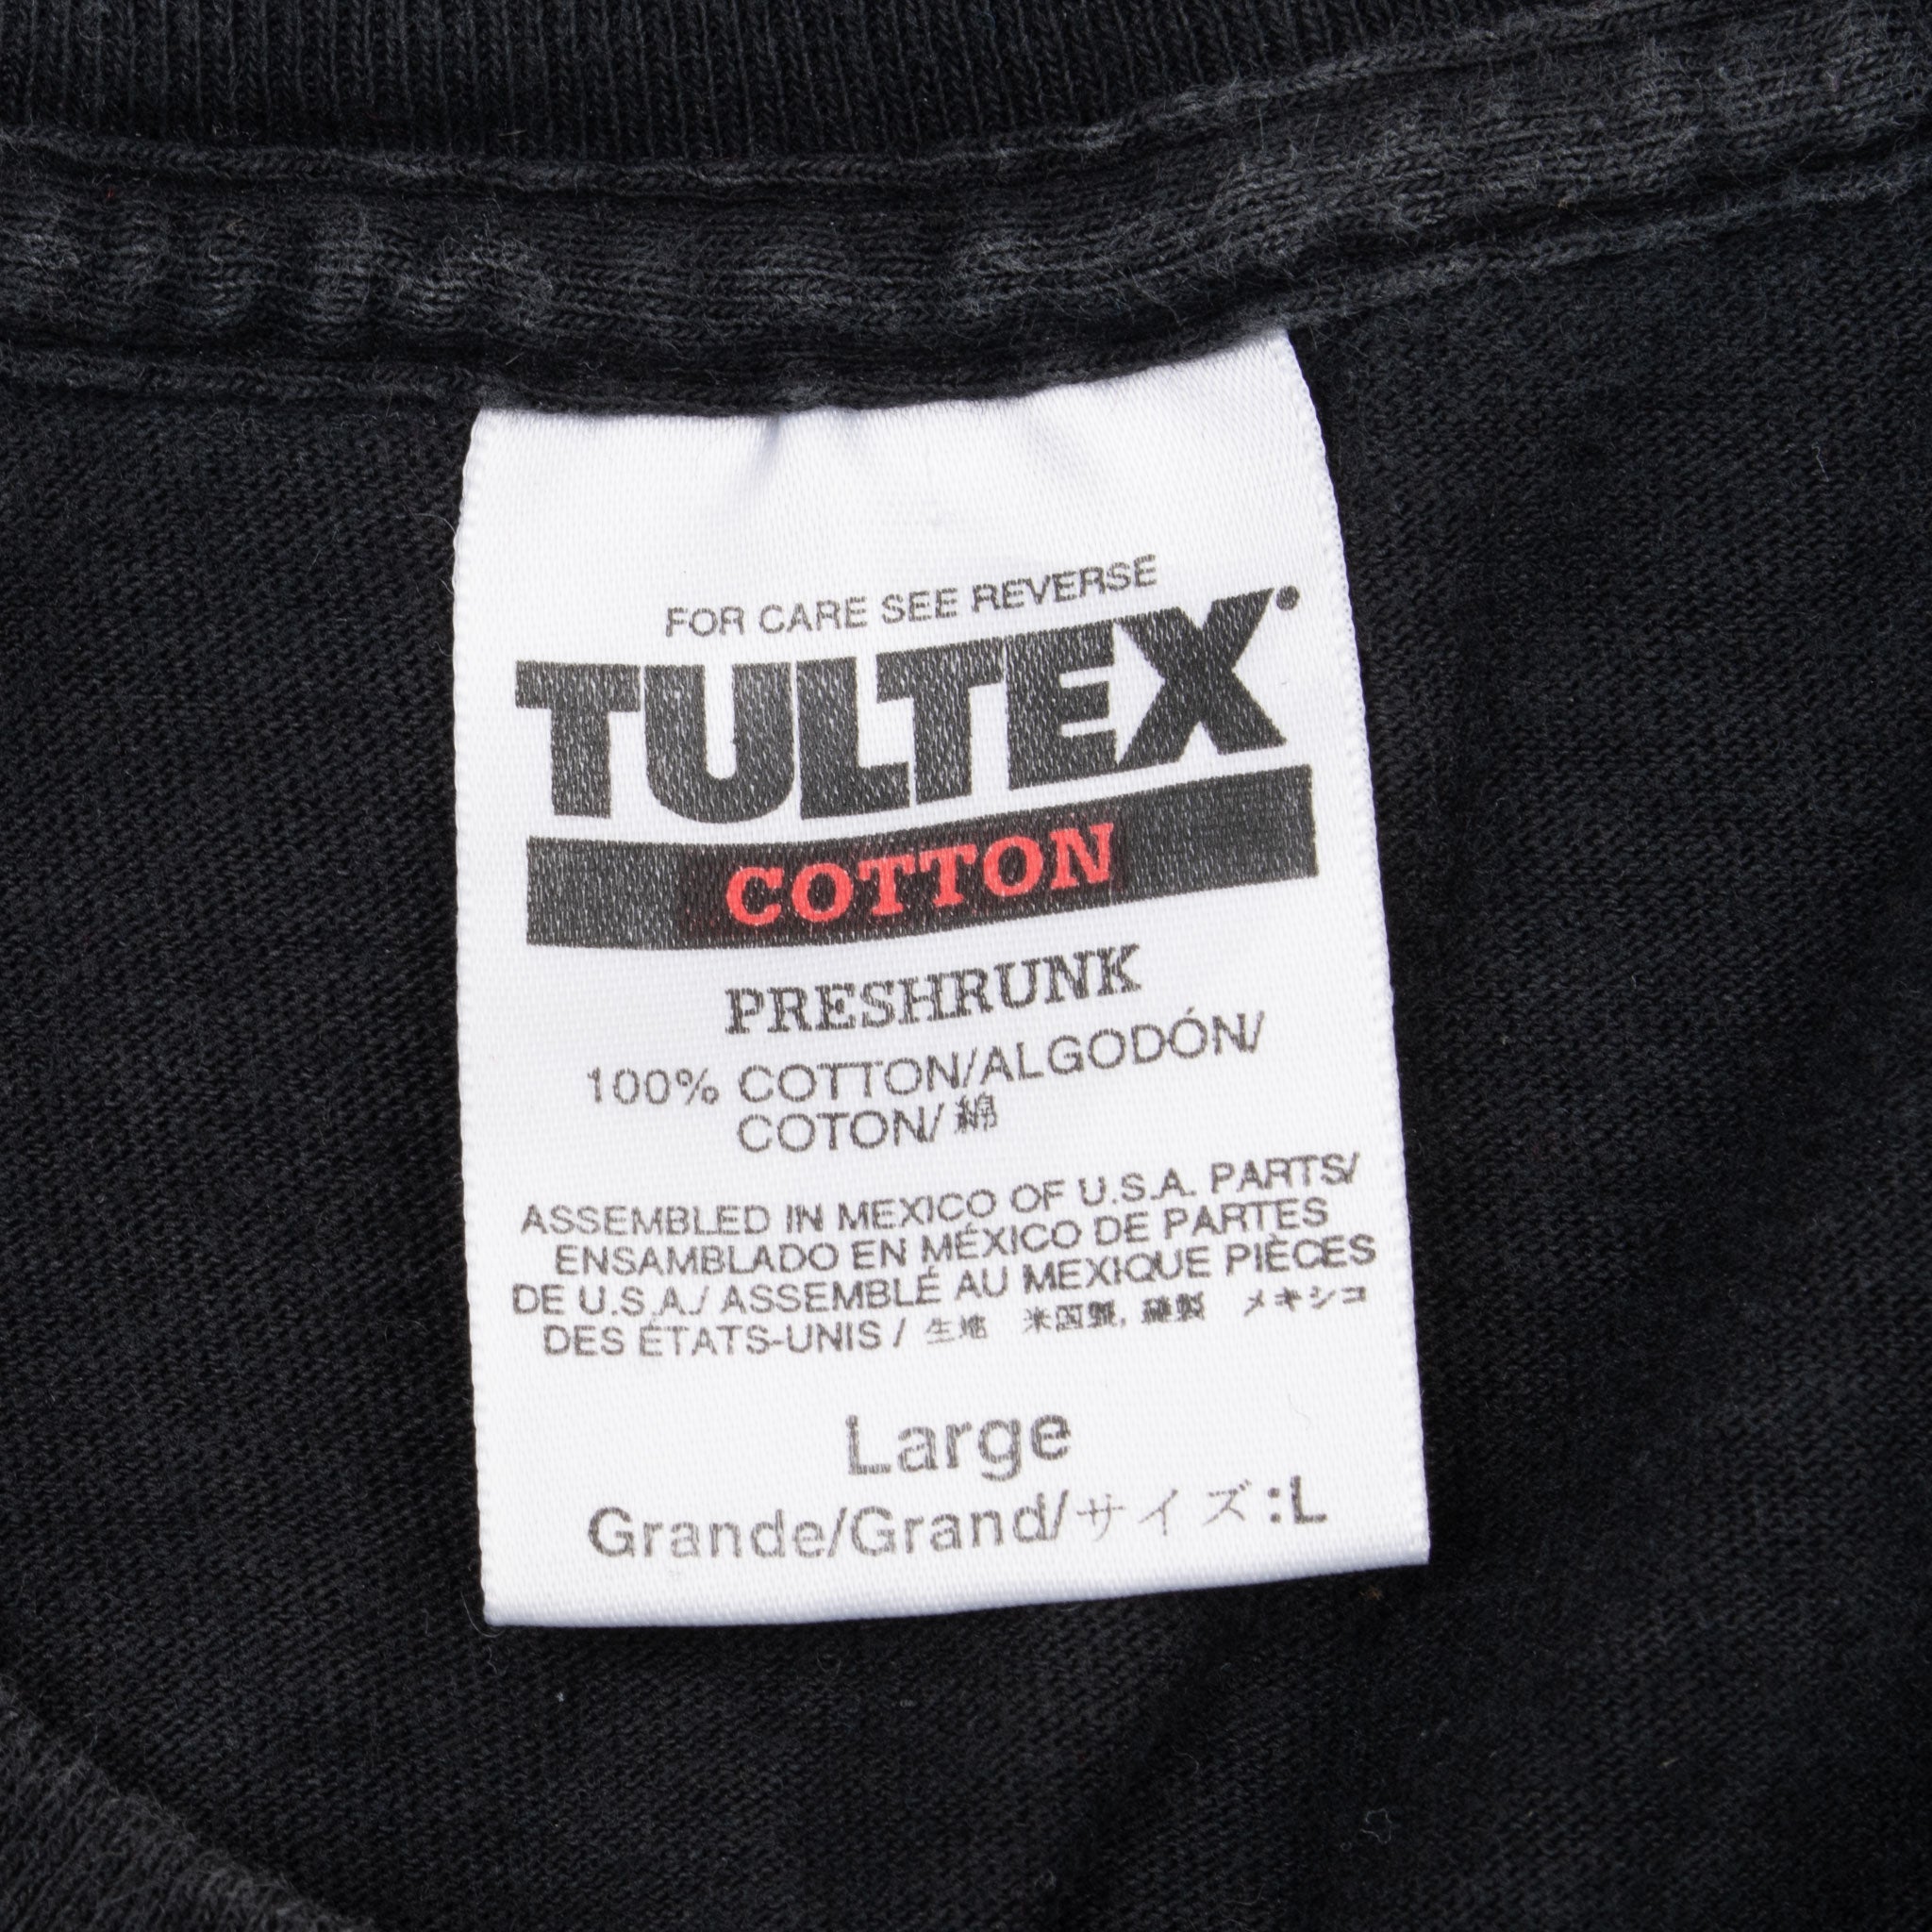 FOR CARE SEE REVERSE
TULTEX
COTTON
PRESHRUNK
100% COTTON/ALGODÓN/
COTON/綿
ASSEMBLED IN MEXICO OF U.S.A. PARTS/
ENSAMBLADO EN MÉXICO DE PARTES
DE U.S.A./ ASSEMBLÉ AU MEXIQUE PIÈCES
DES ÉTATS-UNIS / 生地 米国製, 縫製 メキシコ
Large
Grande/Grand/サイズ:L